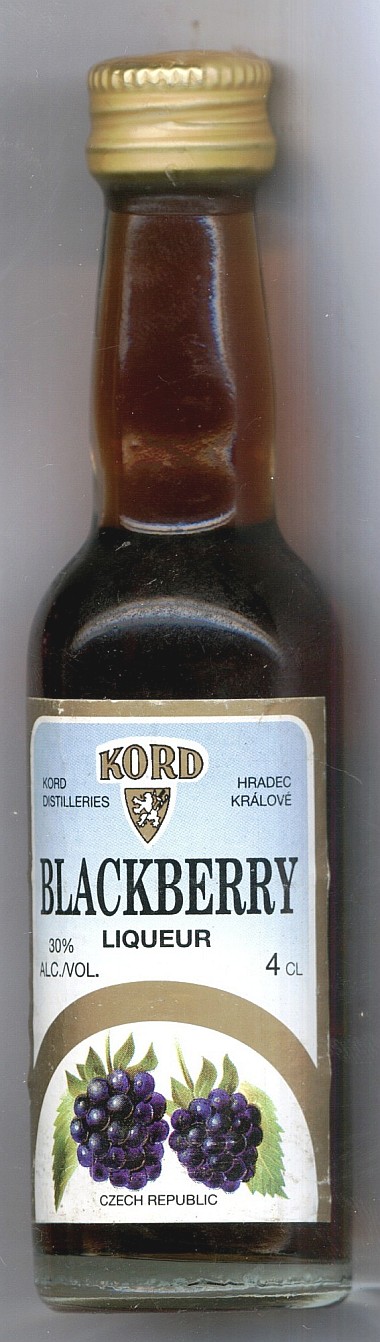 KORD
KORD DISTILLERIES
HRADEC KRÁLOVÉ
BLACKBERRY
LIQUEUR
30% ALC./VOL.
4 CL
CZECH REPUBLIC